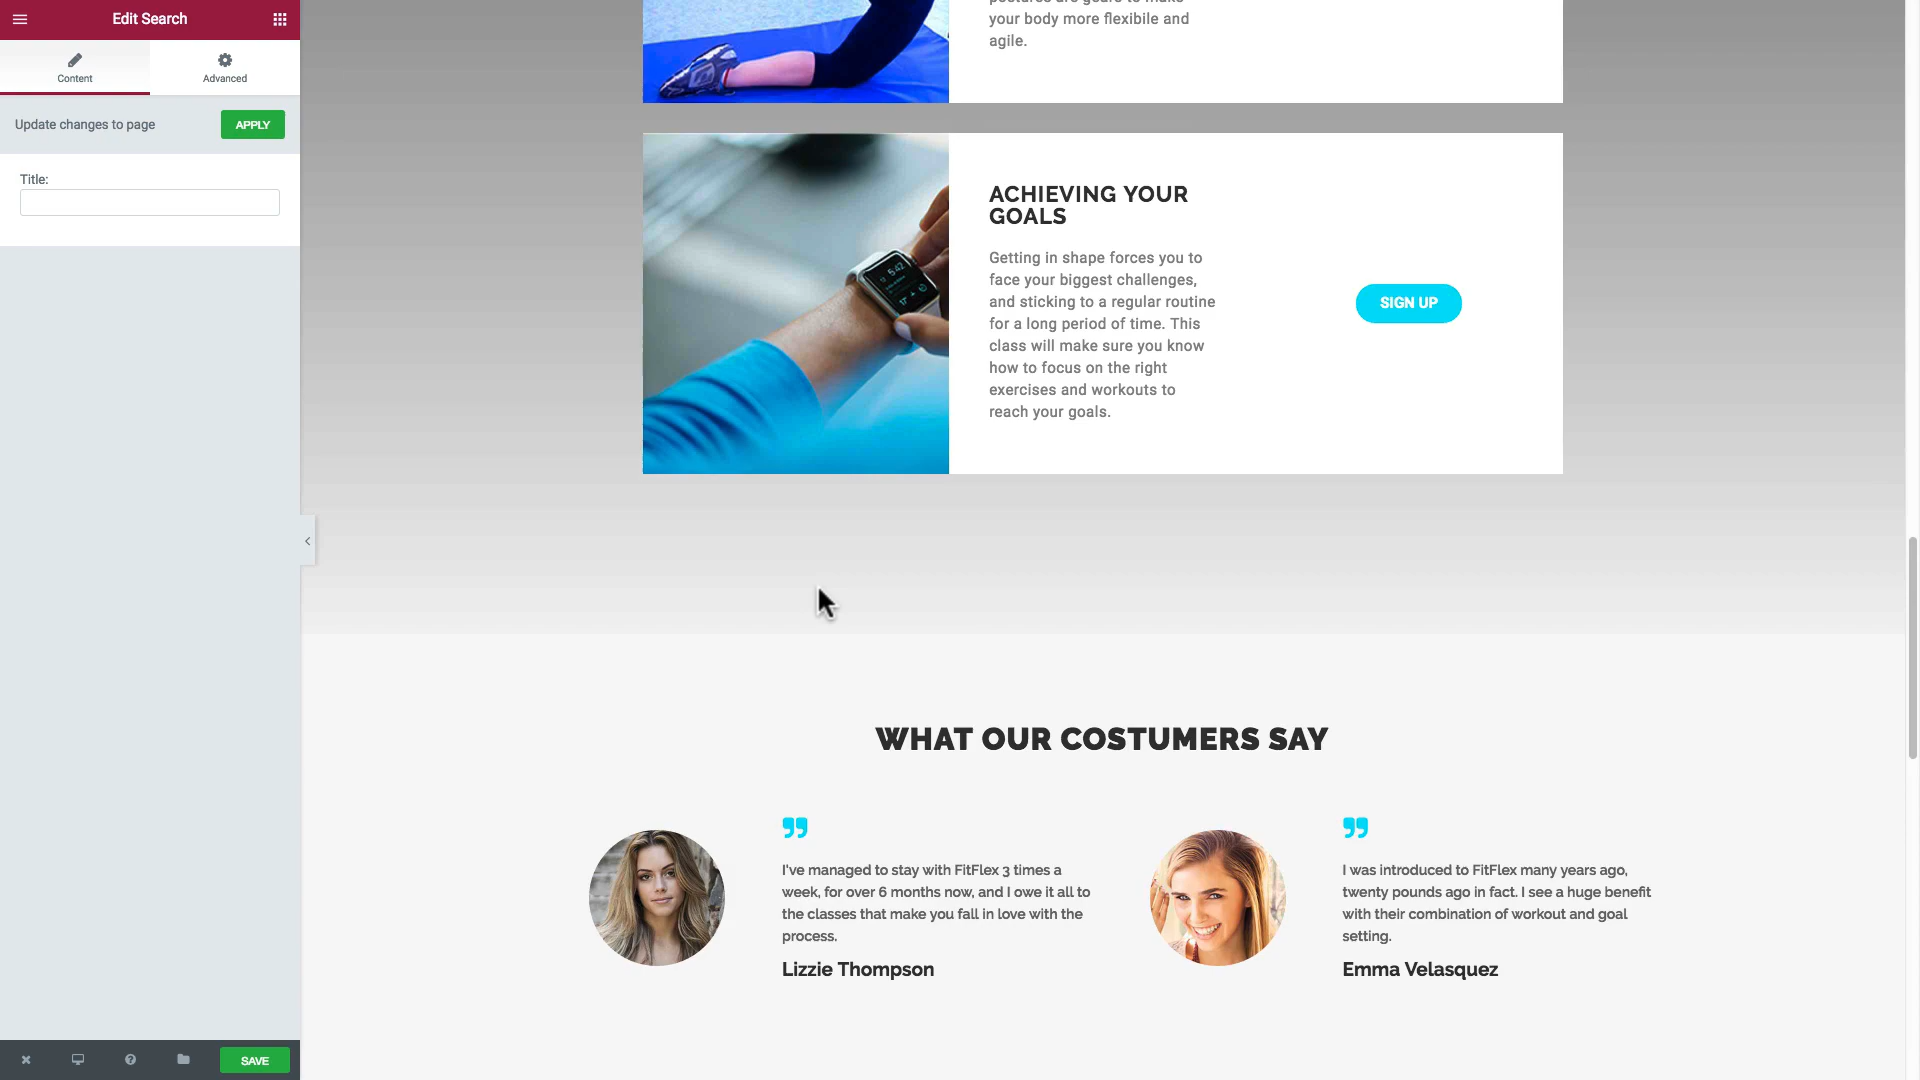 Edit Search
Content
Advanced
Update changes to page
APPLY
Title:
SAVE
your body more flexibile and
agile.
5:42
ACHIEVING YOUR
GOALS
Getting in shape forces you to
face your biggest challenges,
and sticking to a regular routine
for a long period of time. This
class will make sure you know
how to focus on the right
exercises and workouts to
reach your goals.
SIGN UP
WHAT OUR COSTUMERS SAY
I've managed to stay with FitFlex 3 times a
week, for over 6 months now, and I owe it all to
the classes that make you fall in love with the
process.
Lizzie Thompson
I was introduced to FitFlex many years ago,
twenty pounds ago in fact. I see a huge benefit
with their combination of workout and goal
setting.
Emma Velasquez